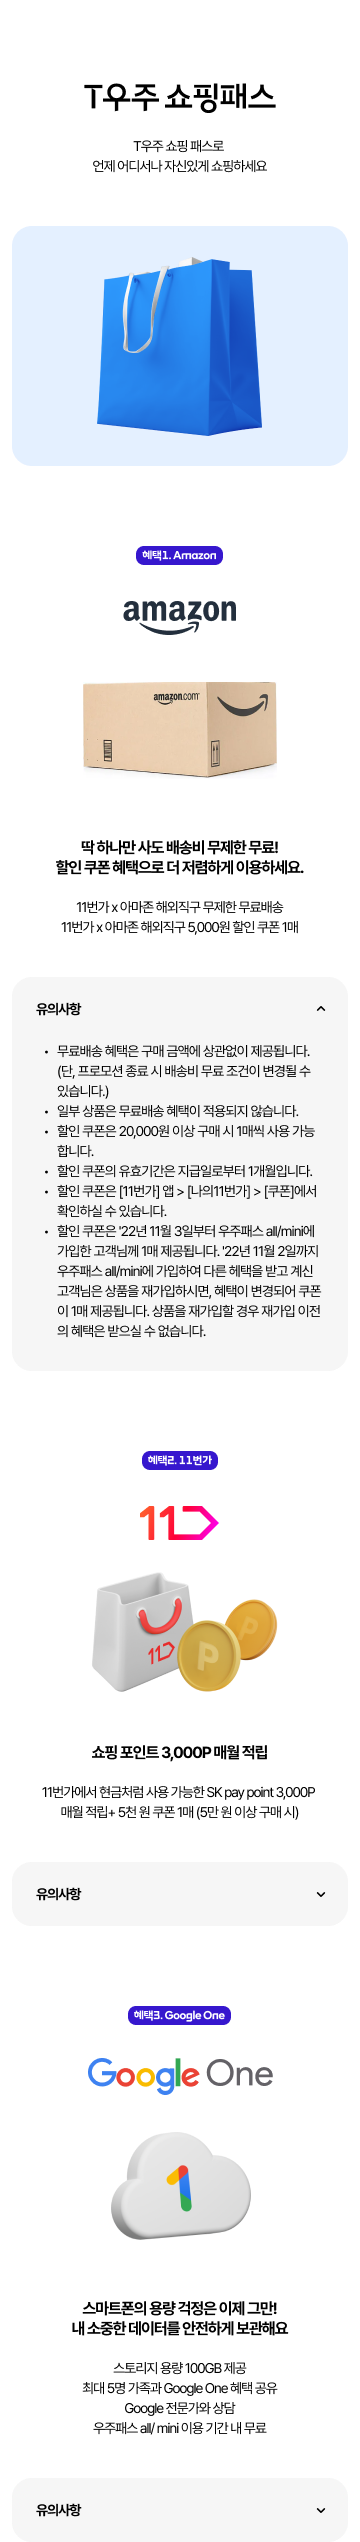 T우주 쇼핑패스
T우주 쇼핑 패스로
언제 어디서나 자신있게 쇼핑하세요
혜택1. Amazon
amazon
amazon.com
딱 하나만 사도 배송비 무제한 무료!
할인 쿠폰 혜택으로 더 저렴하게 이용하세요.
11번가 x 아마존 해외직구 무제한 무료배송
11번가 x 아마존 해외직구 5,000원 할인 쿠폰 1매
유의사항
• 무료배송 혜택은 구매 금액에 상관없이 제공됩니다.
(단, 프로모션 종료 시 배송비 무료 조건이 변경될 수
있습니다.)
• 일부 상품은 무료배송 혜택이 적용되지 않습니다.
• 할인 쿠폰은 20,000원 이상 구매 시 1매씩 사용 가능
합니다.
• 할인 쿠폰의 유효기간은 지급일로부터 1개월입니다.
• 할인 쿠폰은 [11번가] 앱 > [나의11번가] > [쿠폰]에서
확인하실 수 있습니다.
• 할인 쿠폰은 '22년 11월 3일부터 우주패스 all/mini에
가입한 고객님께 1매 제공됩니다. '22년 11월 2일까지
우주패스 all/mini에 가입하여 다른 헤택을 받고 계신
고객님은 상품을 재가입하시면, 혜택이 변경되어 쿠폰
이 1매 제공됩니다. 상품을 재가입할 경우 재가입 이전
의 혜택은 받으실 수 없습니다.
혜택2. 11번가
11
11
P
P
쇼핑 포인트 3,000P 매월 적립
11번가에서 현금처럼 사용 가능한 SK pay point 3,000P
매월 적립+ 5천 원 쿠폰 1매 (5만 원 이상 구매 시)
유의사항
혜택3. Google One
Google One
1
스마트폰의 용량 걱정은 이제 그만!
내 소중한 데이터를 안전하게 보관해요
스토리지 용량 100GB 제공
최대 5명 가족과 Google One 혜택 공유
Google 전문가와 상담
우주패스 all/ mini 이용 기간 내 무료
유의사항